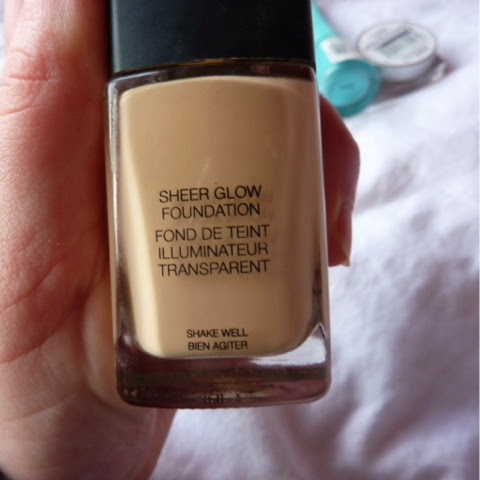 SHEER GLOW
FOUNDATION
FOND DE TEINT
ILLUMINATEUR
TRANSPARENT
SHAKE WELL
BIEN AGITER